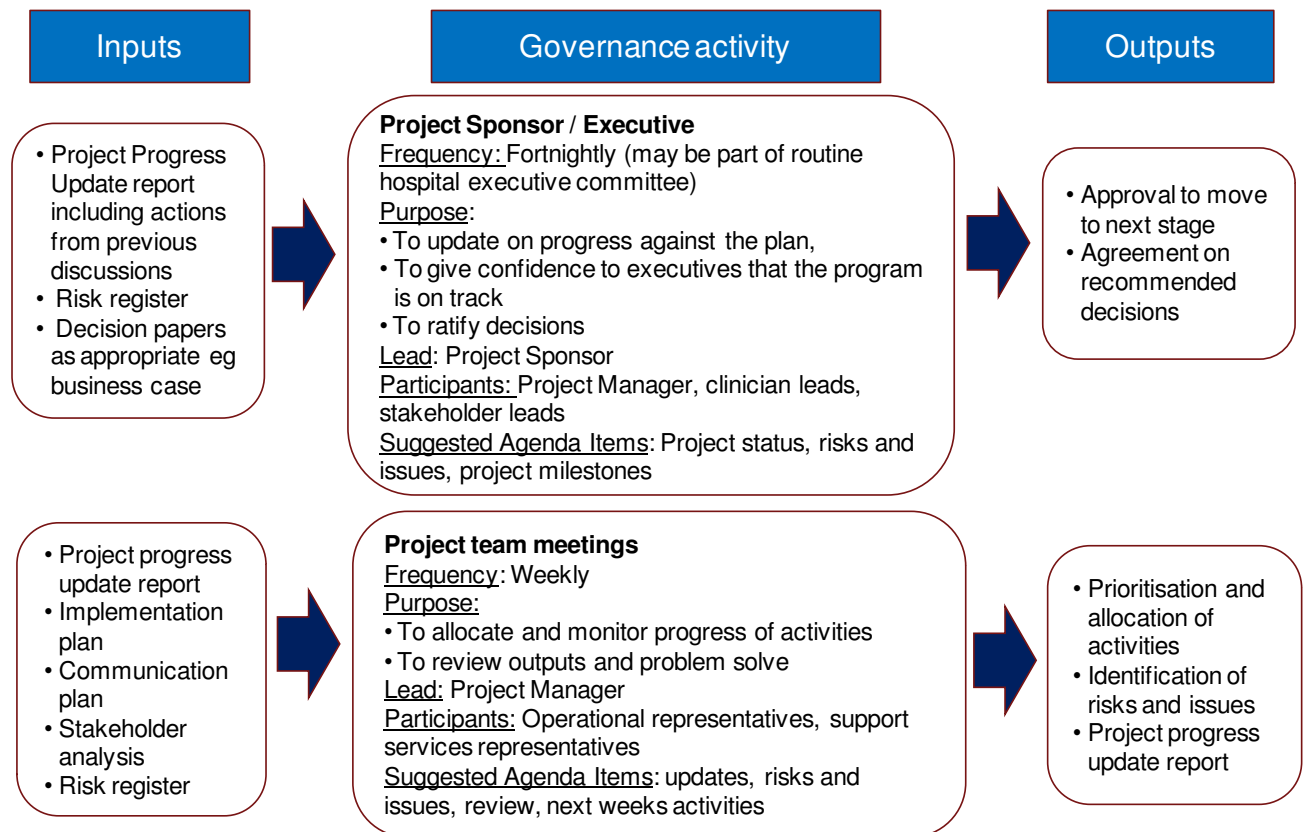 Inputs
Governance activity
Outputs
• Project Progress
Update report
including actions
from previous
discussions
• Risk register
• Decision papers
as appropriate eg
business case
Project Sponsor / Executive
Frequency: Fortnightly (may be part of routine
hospital executive committee)
Purpose:
• To update on progress against the plan,
• To give confidence to executives that the program
is on track
• To ratify decisions
Lead: Project Sponsor
Participants: Project Manager, clinician leads,
stakeholder leads
Suggested Agenda Items: Project status, risks and
issues, project milestones
• Approval to move
to next stage
• Agreement on
recommended
decisions
• Project progress
update report
• Implementation
plan
• Communication
plan
• Stakeholder
analysis
• Risk register
Project team meetings
Frequency: Weekly
Purpose:
• To allocate and monitor progress of activities
• To review outputs and problem solve
Lead: Project Manager
Participants: Operational representatives, support
services representatives
Suggested Agenda Items: updates, risks and
issues, review, next weeks activities
• Prioritisation and
allocation of
activities
• Identification of
risks and issues
• Project progress
update report